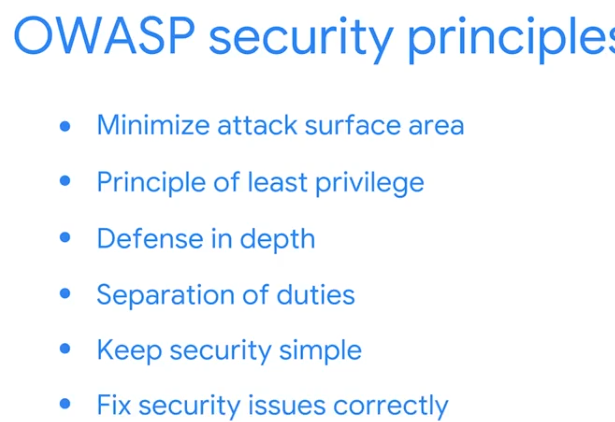 OWASP security principles
• Minimize attack surface area
• Principle of least privilege
• Defense in depth
• Separation of duties
• Keep security simple
• Fix security issues correctly